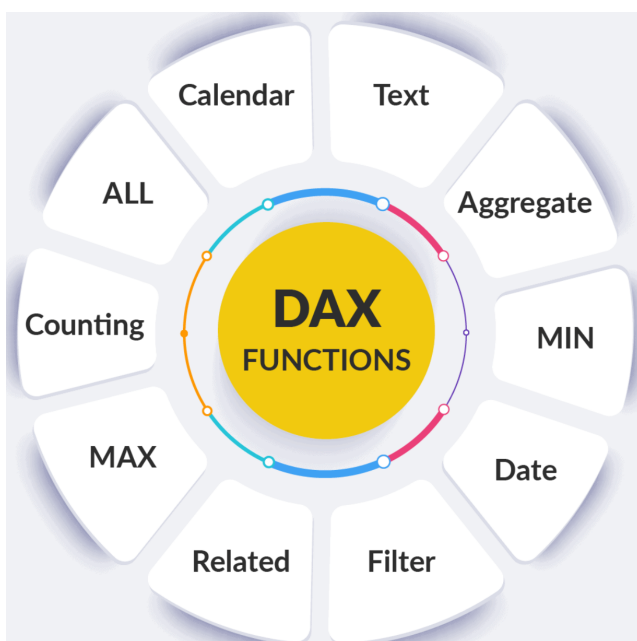 Calendar
Text
ALL
Aggregate
Counting
DAX
FUNCTIONS
MIN
MAX
Date
Related
Filter